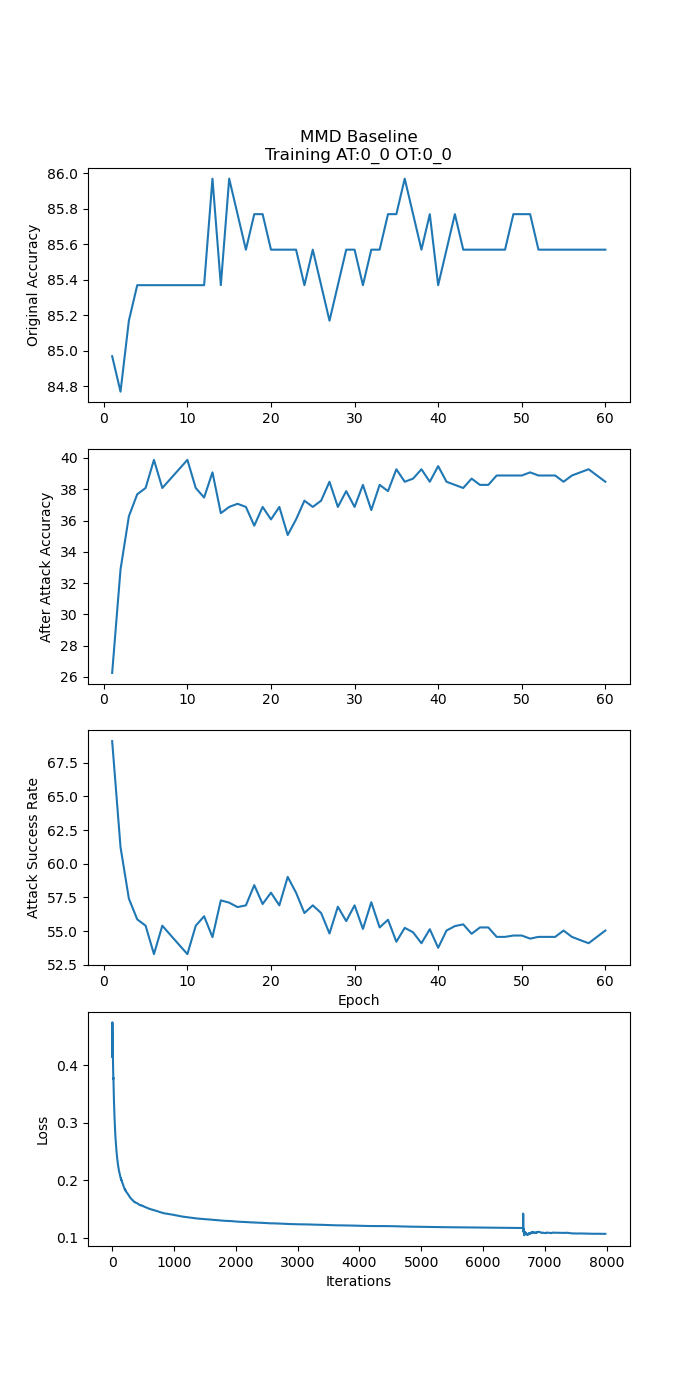 MMD Baseline
Training AT:0_0 OT:0_0
Original Accuracy
86.0
85.8
85.6
85.4
85.2
85.0
84.8
0 10 20 30 40 50 60
After Attack Accuracy
40
38
36
34
32
30
28
26
0 10 20 30 40 50 60
Attack Success Rate
67.5
65.0
62.5
60.0
57.5
55.0
52.5
0 10 20 30 40 50 60
Epoch
Loss
0.4
0.3
0.2
0.1
0 1000 2000 3000 4000 5000 6000 7000 8000
Iterations